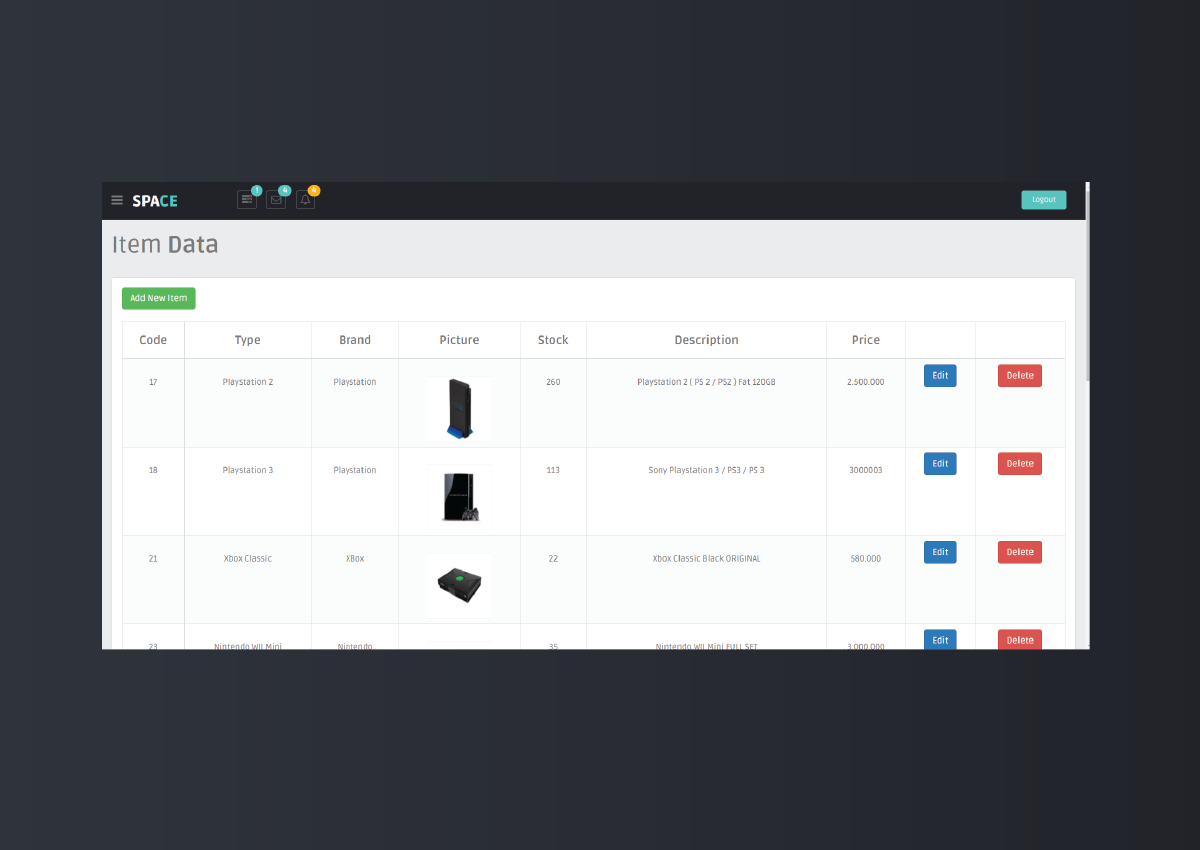 SPACE
! 4 4
Logout
Item Data
Add New Item
Code Type Brand Picture Stock Description Price
17 Playstation 2 Playstation 260 Playstation 2 ( PS 2 / PS2 ) Fat 120GB 2.500.000 Edit Delete
18 Playstation 3 Playstation 113 Sony Playstation 3 / PS3 / PS 3 3000003 Edit Delete
21 Xbox Classic XBox 22 Xbox Classic Black ORIGINAL 580.000 Edit Delete
23 Nintendo WII Mini Nintendo 35 Nintendo WII Mini FULL SET 3.000.000 Edit Delete